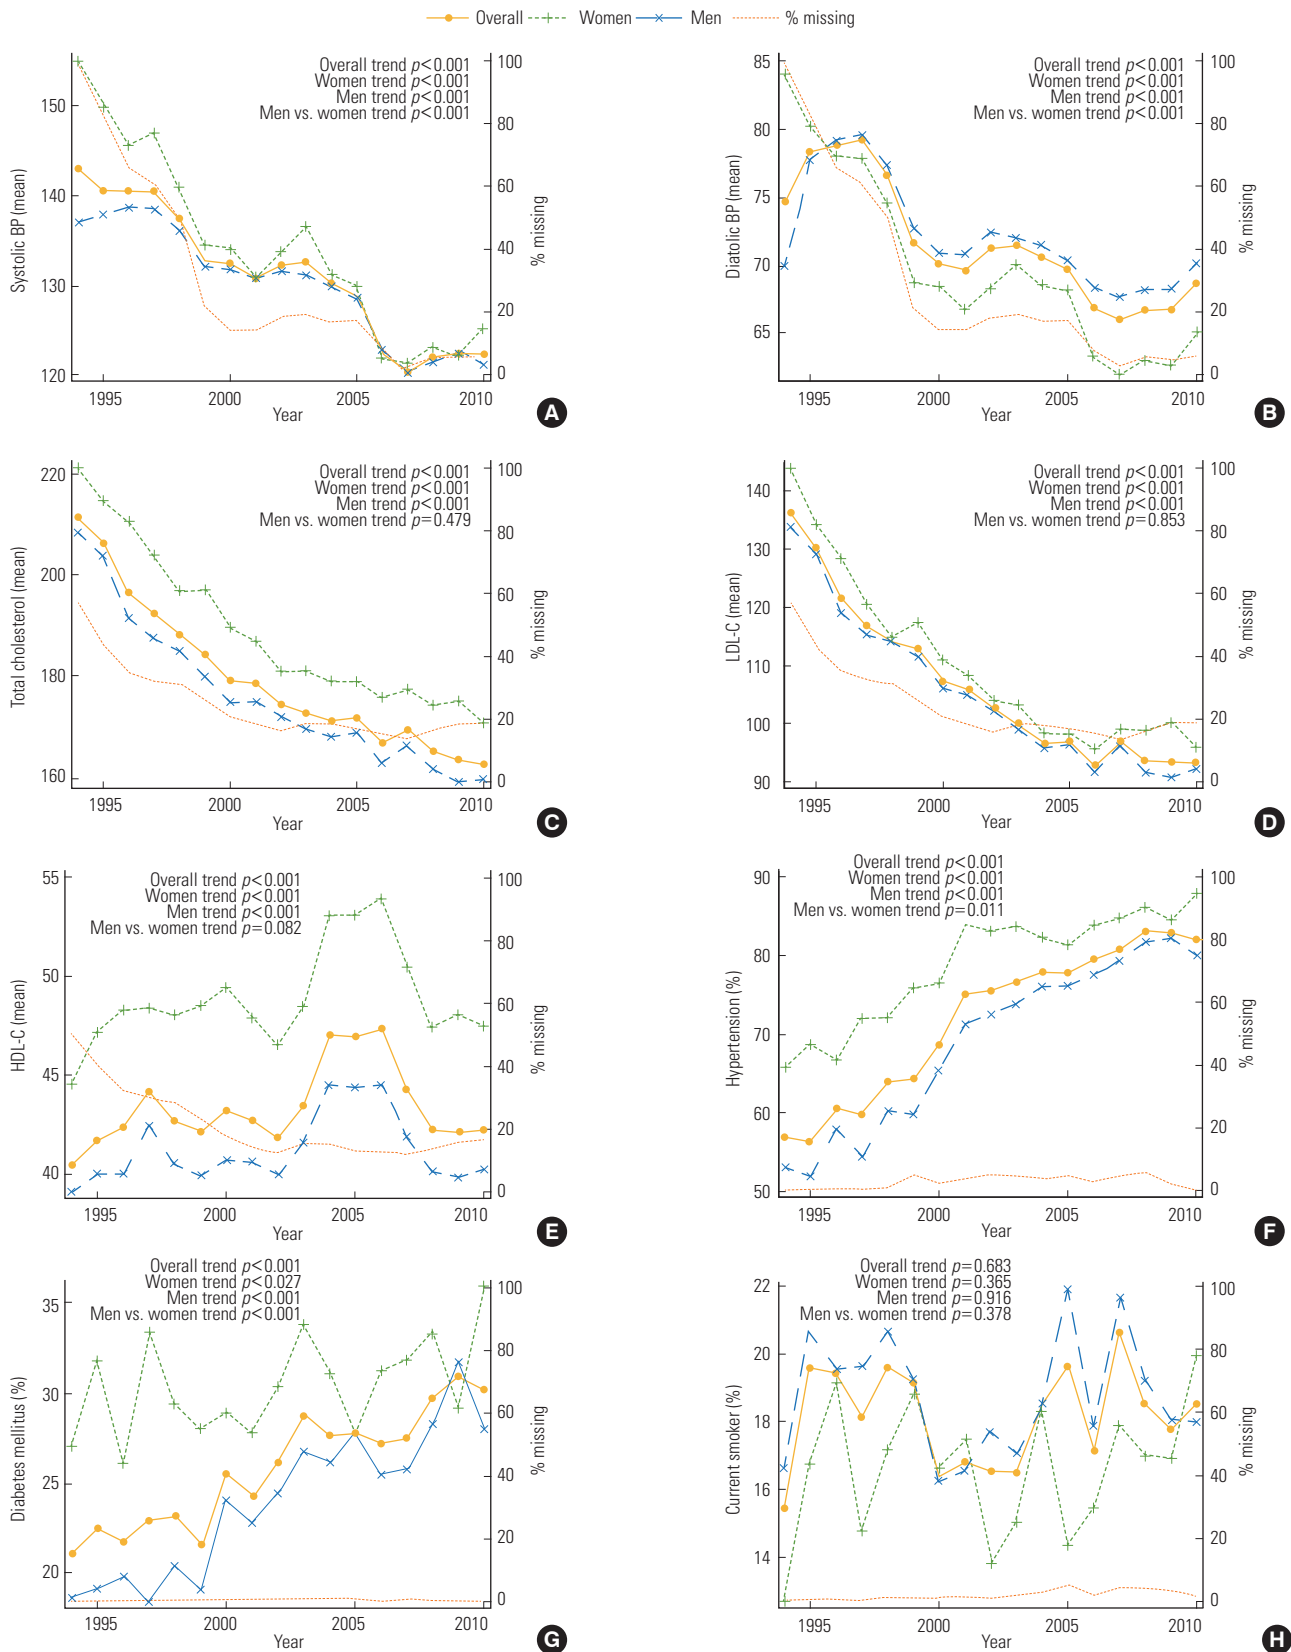 Overall Women Men % missing
Overall trend p<0.001
Women trend p<0.001
Men trend p<0.001
Men vs. women trend p<0.001
Systolic BP (mean)
150
140
130
120
100
80
60
40
20
0
% missing
1995 2000 2005 2010
Year
A
Overall trend p<0.001
Women trend p<0.001
Men trend p<0.001
Men vs. women trend p<0.001
Diatolic BP (mean)
85
80
75
70
65
100
80
60
40
20
0
% missing
1995 2000 2005 2010
Year
B
Overall trend p<0.001
Women trend p<0.001
Men trend p<0.001
Men vs. women trend p=0.479
Total cholesterol (mean)
220
200
180
160
100
80
60
40
20
0
% missing
1995 2000 2005 2010
Year
C
Overall trend p<0.001
Women trend p<0.001
Men trend p<0.001
Men vs. women trend p=0.853
LDL-C (mean)
140
130
120
110
100
90
100
80
60
40
20
0
% missing
1995 2000 2005 2010
Year
D
Overall trend p<0.001
Women trend p<0.001
Men trend p<0.001
Men vs. women trend p=0.082
HDL-C (mean)
55
50
45
40
100
80
60
40
20
0
% missing
1995 2000 2005 2010
Year
E
Overall trend p<0.001
Women trend p<0.001
Men trend p<0.001
Men vs. women trend p=0.011
Hypertension (%)
90
80
70
60
50
100
80
60
40
20
0
% missing
1995 2000 2005 2010
Year
F
Overall trend p<0.001
Women trend p<0.027
Men trend p<0.001
Men vs. women trend p<0.001
Diabetes mellitus (%)
35
30
25
20
100
80
60
40
20
0
% missing
1995 2000 2005 2010
Year
G
Overall trend p=0.683
Women trend p=0.365
Men trend p=0.916
Men vs. women trend p=0.378
Current smoker (%)
22
20
18
16
14
100
80
60
40
20
0
% missing
1995 2000 2005 2010
Year
H